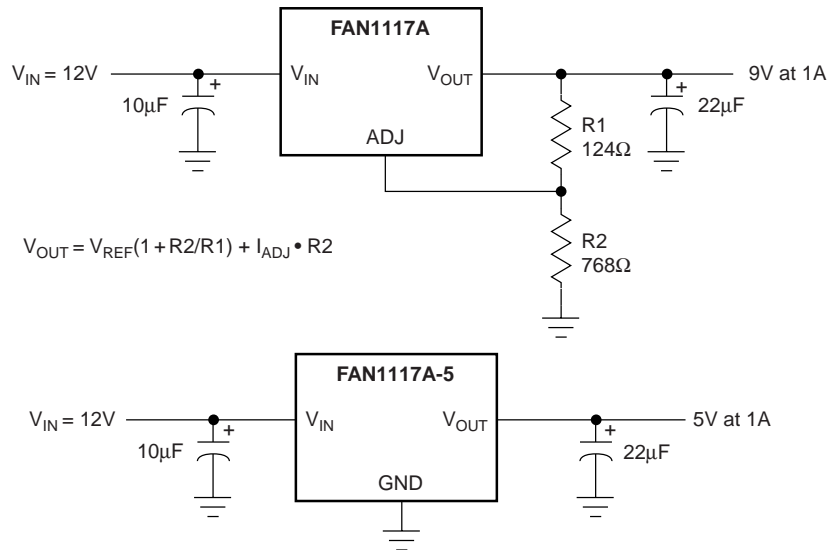 FAN1117A
V_IN = 12V
V_IN
V_OUT
9V at 1A
+
10μF
ADJ
R1
124Ω
+
22μF
V_OUT = V_REF(1 + R2/R1) + I_ADJ • R2
R2
768Ω
FAN1117A-5
V_IN = 12V
V_IN
V_OUT
5V at 1A
+
10μF
GND
+
22μF